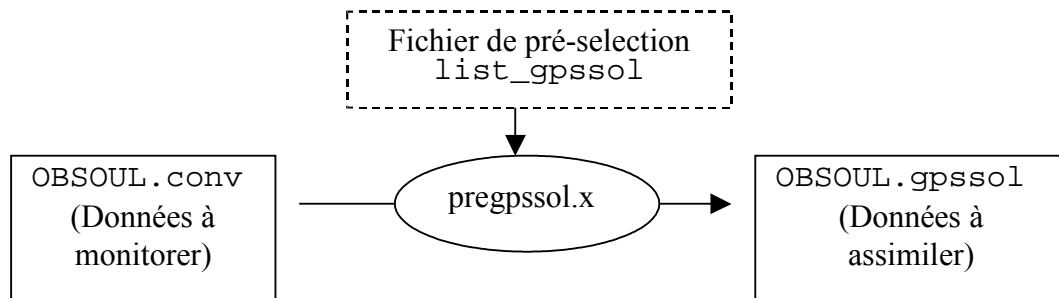 Fichier de pré-selection
list_gpssol
OBSOUL.conv
(Données à
monitorer)
pregpssol.x
OBSOUL.gpssol
(Données à
assimiler)